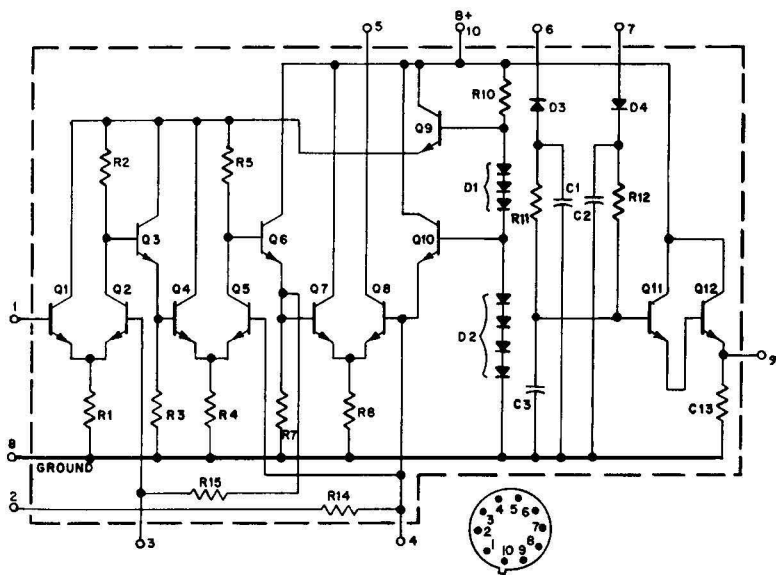 5
B+
10
6
7
R10
D3
D4
Q9
R2
R5
D1
C1
C2
R11
R12
Q3
Q6
Q10
Q1
Q2
Q4
Q5
Q7
Q8
Q11
Q12
1
D2
9
R1
R3
R4
R7
R8
C3
C13
8
GROUND
R15
R14
2
3
4
4 5 6
3 7
2 8
1 10 9